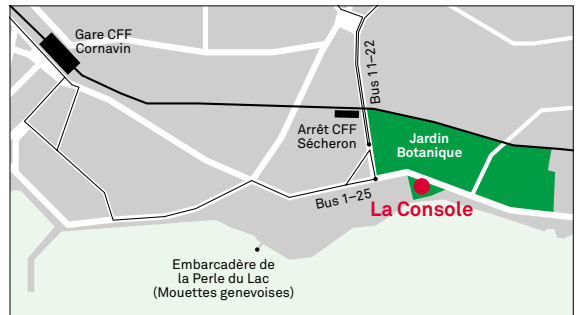 Gare CFF
Cornavin
Bus 11–22
Arrêt CFF
Sécheron
Jardin
Botanique
Bus 1–25
La Console
Embarcadère de
la Perle du Lac
(Mouettes genevoises)